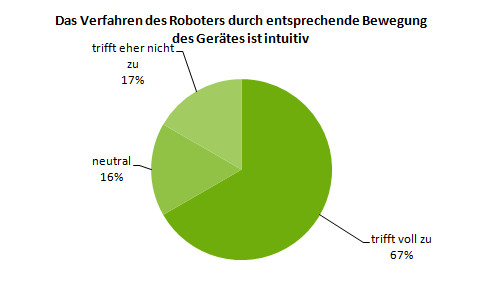 Das Verfahren des Roboters durch entsprechende Bewegung
des Gerätes ist intuitiv
trifft eher nicht
zu
17%
neutral
16%
trifft voll zu
67%